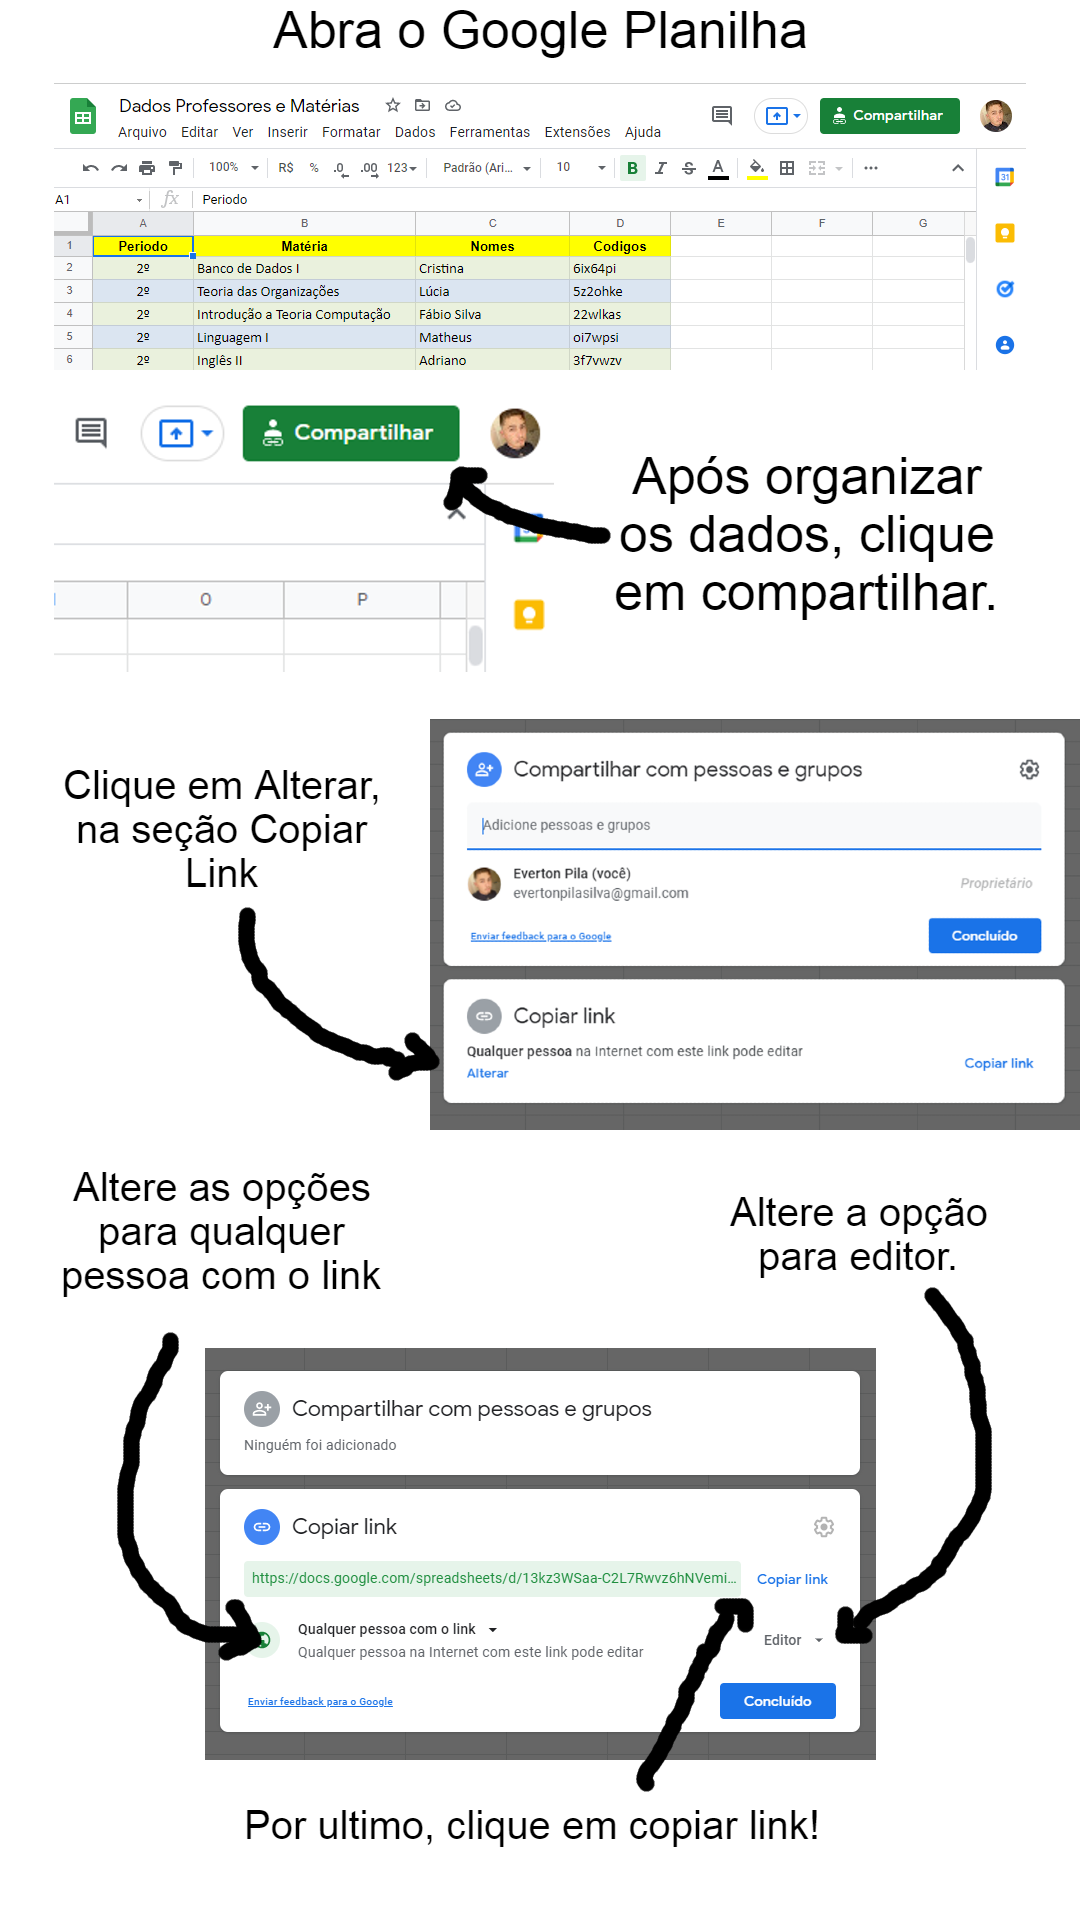 Abra o Google Planilha
Dados Professores e Matérias
Compartilhar
Arquivo Editar Ver Inserir Formatar Dados Ferramentas Extensões Ajuda
100% R$ % .0 .00 123 Padrão (Ari... 10 B I S A
31
A1 fx Periodo
A B C D E F G
1 Periodo Matéria Nomes Codigos
2 2º Banco de Dados I Cristina 6ix64pi
3 2º Teoria das Organizações Lúcia 5z2ohke
4 2º Introdução a Teoria Computação Fábio Silva 22wlkas
5 2º Linguagem I Matheus oi7wpsi
6 2º Inglês II Adriano 3f7vwzv
Compartilhar
Após organizar
os dados, clique
em compartilhar.
O P
Clique em Alterar,
na seção Copiar
Link
Compartilhar com pessoas e grupos
Adicione pessoas e grupos
Everton Pila (você)
evertonpilasilva@gmail.com
Proprietário
Enviar feedback para o Google
Concluído
Copiar link
Qualquer pessoa na Internet com este link pode editar
Alterar
Copiar link
Altere as opções
para qualquer
pessoa com o link
Altere a opção
para editor.
Compartilhar com pessoas e grupos
Ninguém foi adicionado
Copiar link
https://docs.google.com/spreadsheets/d/13kz3WSaa-C2L7Rwvz6hNVemi...
Copiar link
Qualquer pessoa com o link
Qualquer pessoa na Internet com este link pode editar
Editor
Enviar feedback para o Google
Concluído
Por ultimo, clique em copiar link!